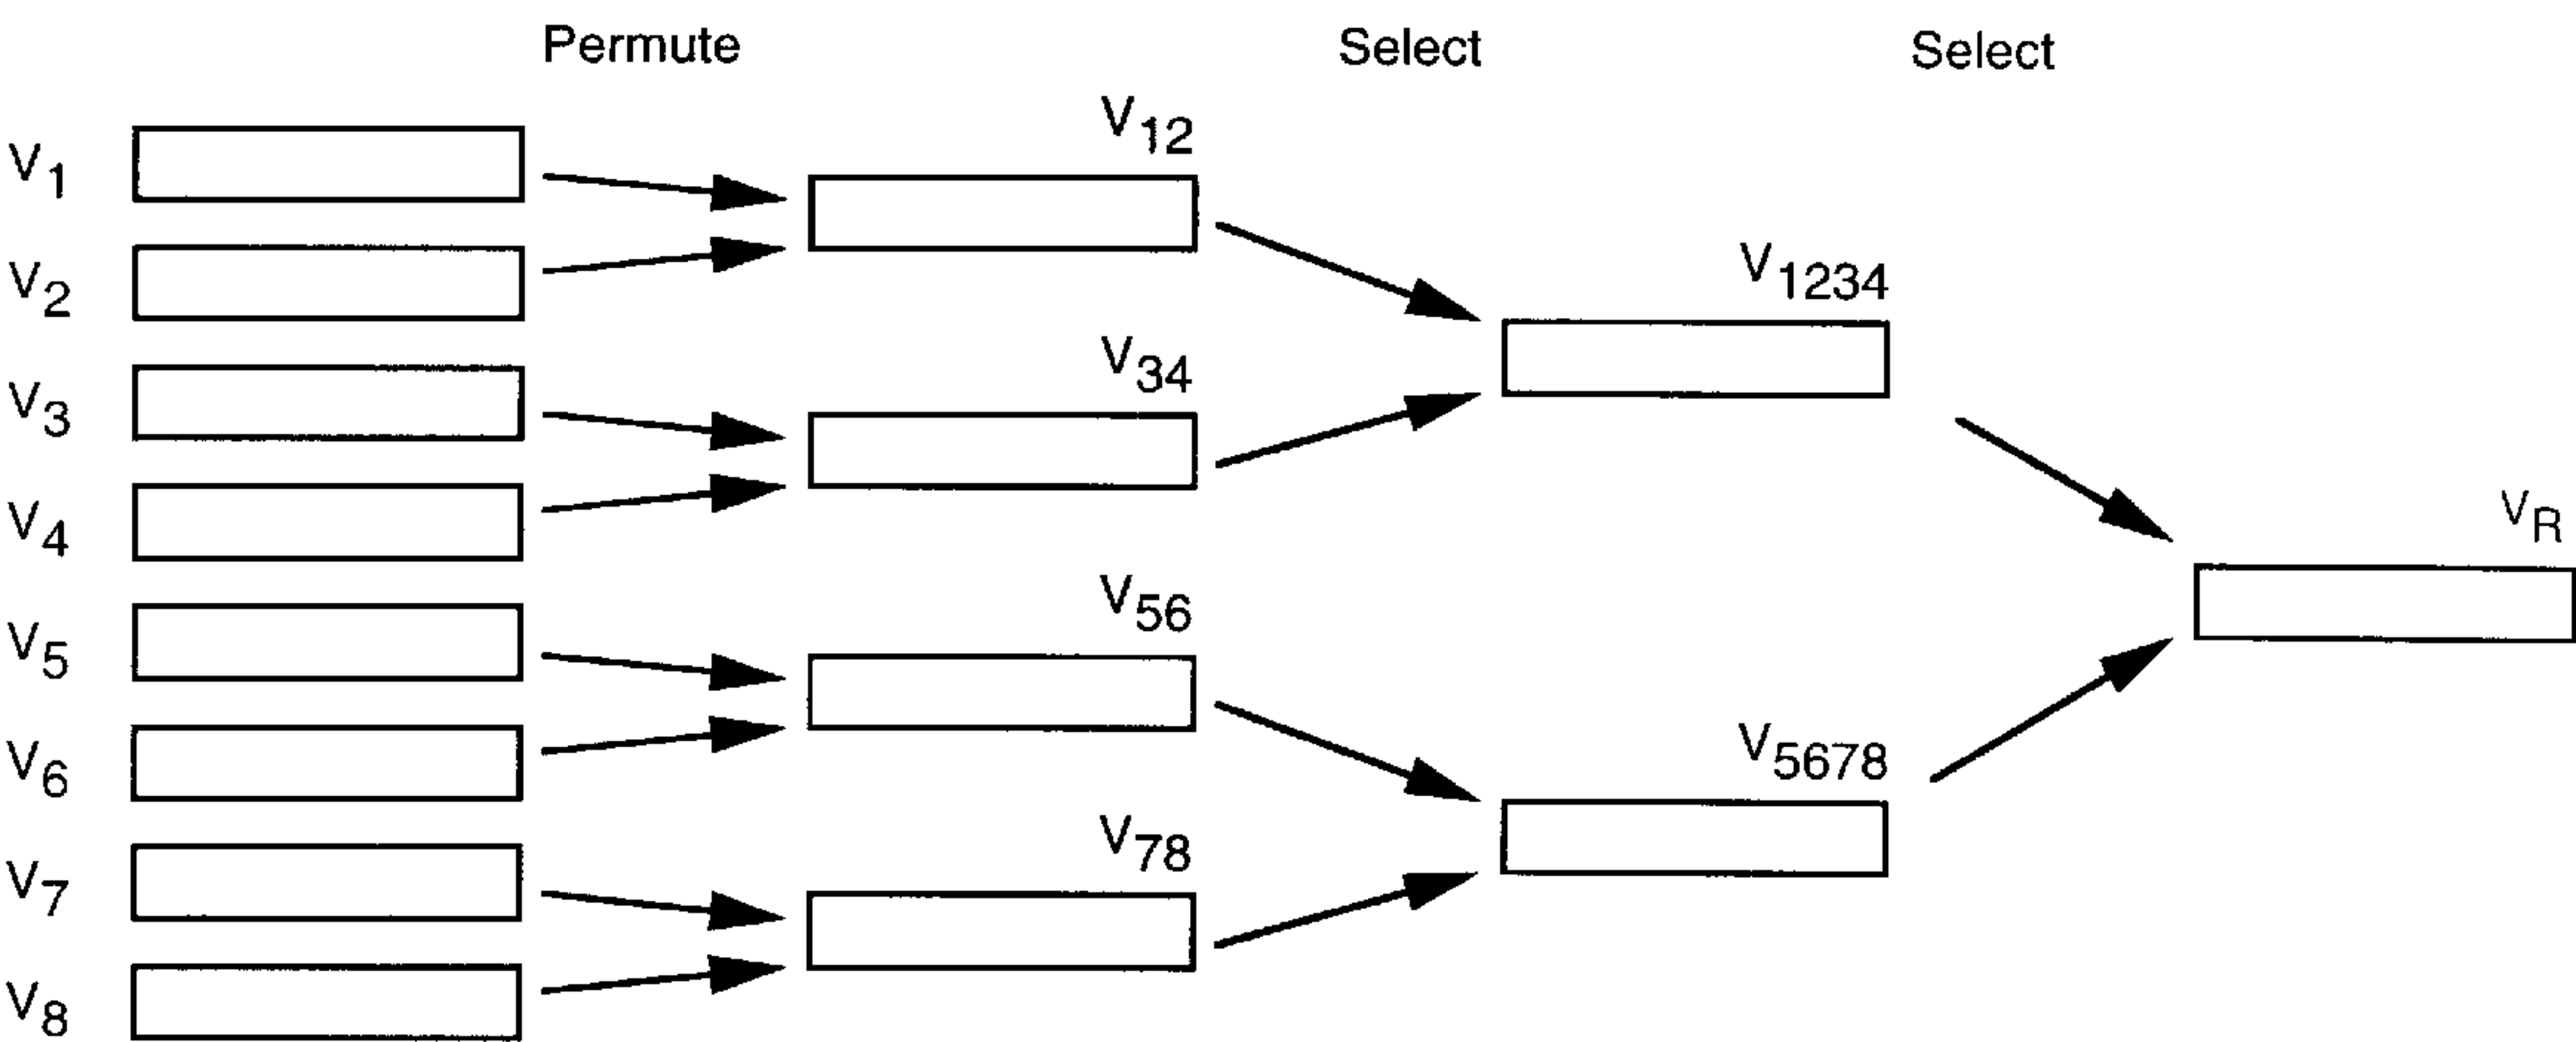 Permute Select Select
V12
V1
V2
V1234
V34
V3
VR
V4
V56
V5
V5678
V6
V78
V7
V8